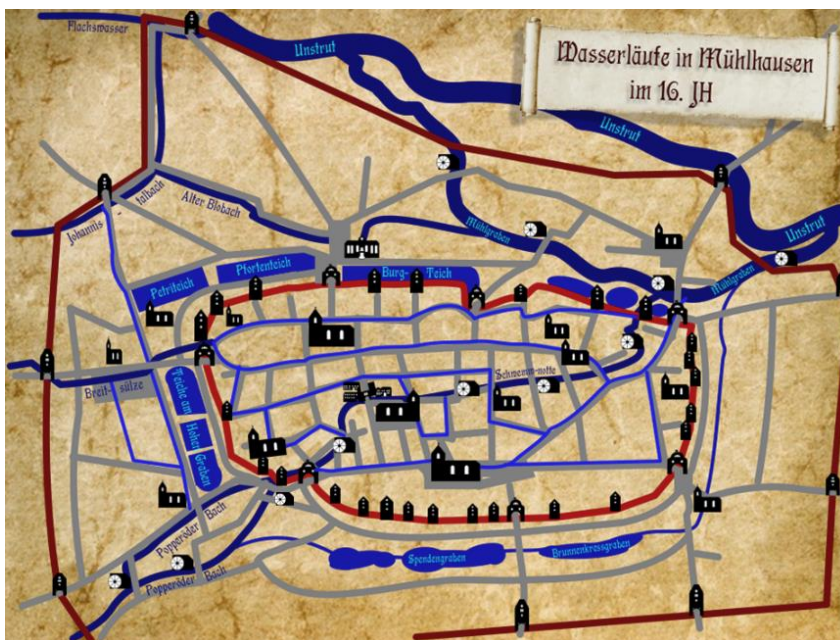 Flachswasser
Unstrut
Wasserläufe in Mühlhausen
im 16. JH
Unstrut
Johannis - talbach
Alter Blobach
Mühlgraben
Unstrut
Petriteich
Pfortenteich
Burg - Teich
Mühlgraben
Breit - sülze
Teiche am
Hoher
Graben
Schwemm-notte
Popperöder Bach
Popperöder Bach
Spendengraben
Brunnenkressgraben